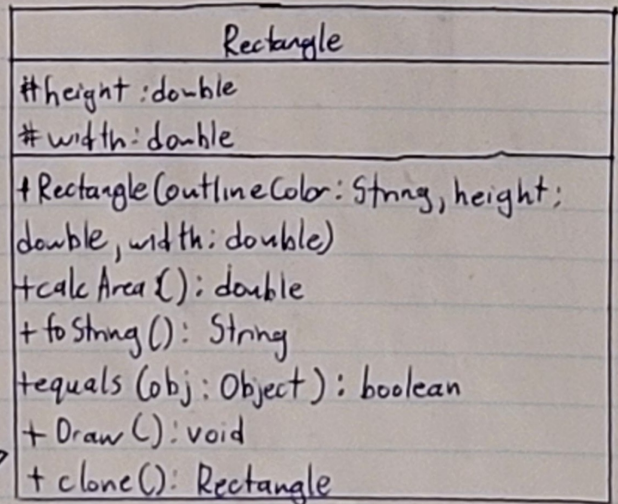 Rectangle
#height:double
#width:double
+Rectangle(outlineColor: String, height:
double, width: double)
+calcArea(): double
+toString(): String
+equals (obj: Object): boolean
+Draw(): void
+clone(): Rectangle